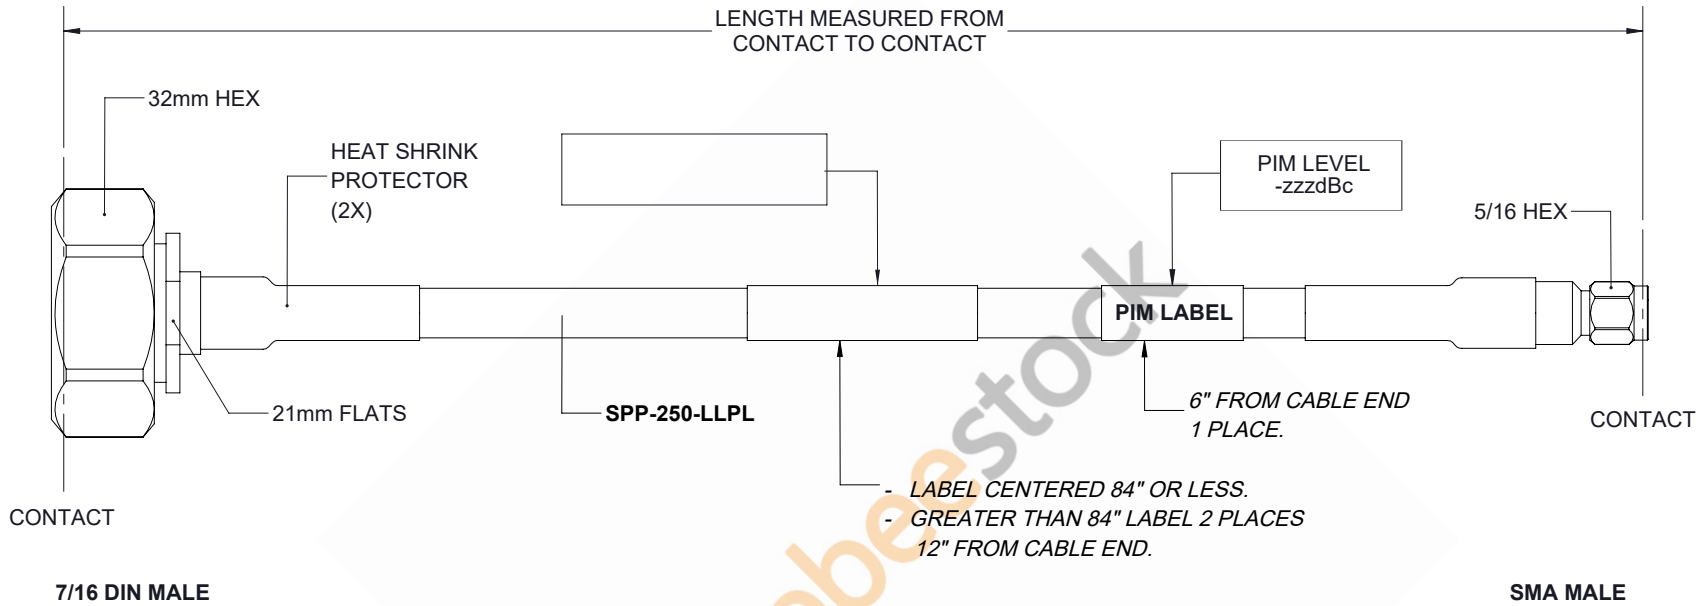 LENGTH MEASURED FROM
CONTACT TO CONTACT
32mm HEX
HEAT SHRINK
PROTECTOR
(2X)
PIM LEVEL
-zzzdBc
5/16 HEX
PIM LABEL
21mm FLATS
SPP-250-LLPL
6" FROM CABLE END
1 PLACE.
CONTACT
- LABEL CENTERED 84" OR LESS.
- GREATER THAN 84" LABEL 2 PLACES
12" FROM CABLE END.
CONTACT
7/16 DIN MALE
SMA MALE
obeestock